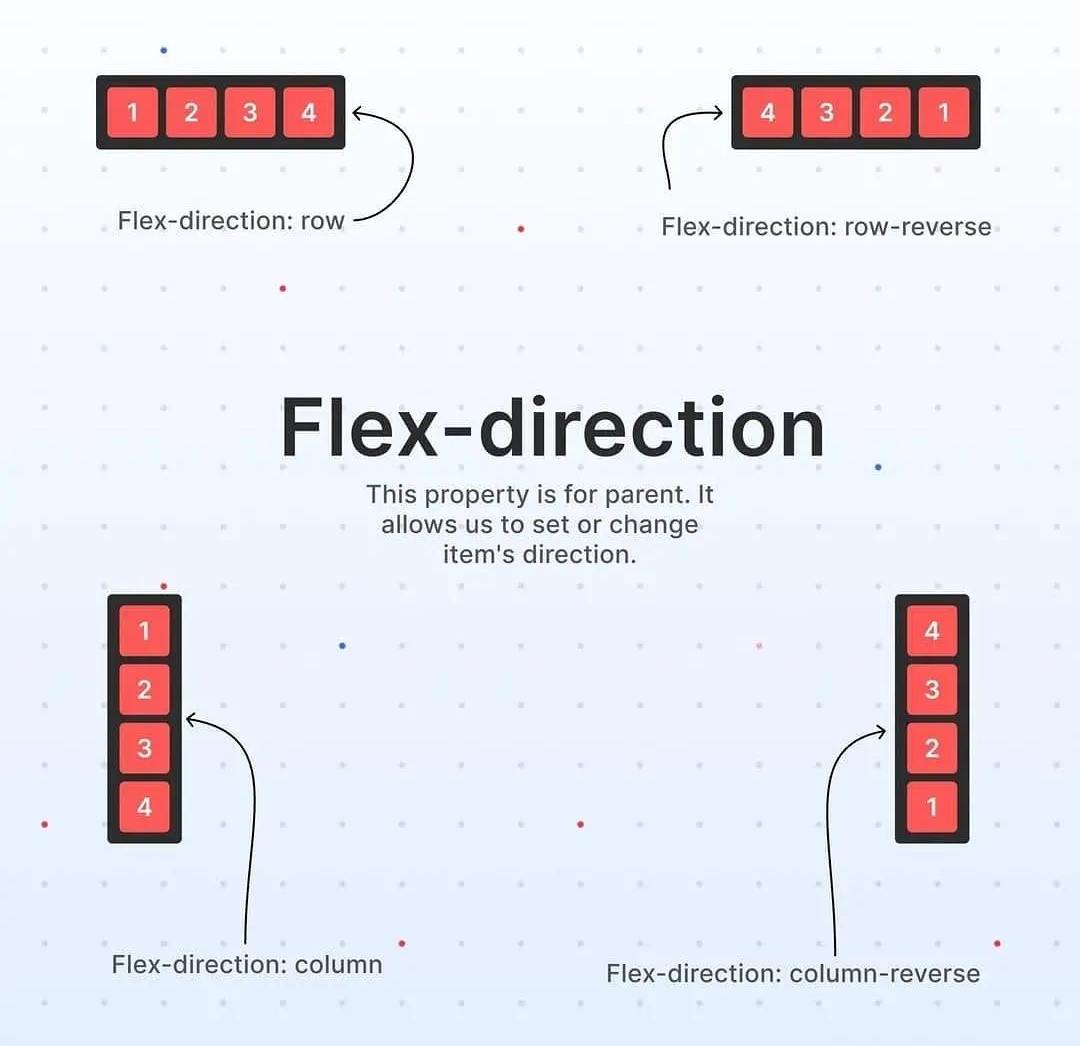 1 2 3 4
4 3 2 1
Flex-direction: row
Flex-direction: row-reverse
Flex-direction
This property is for parent. It
allows us to set or change
item's direction.
1
2
3
4
4
3
2
1
Flex-direction: column
Flex-direction: column-reverse